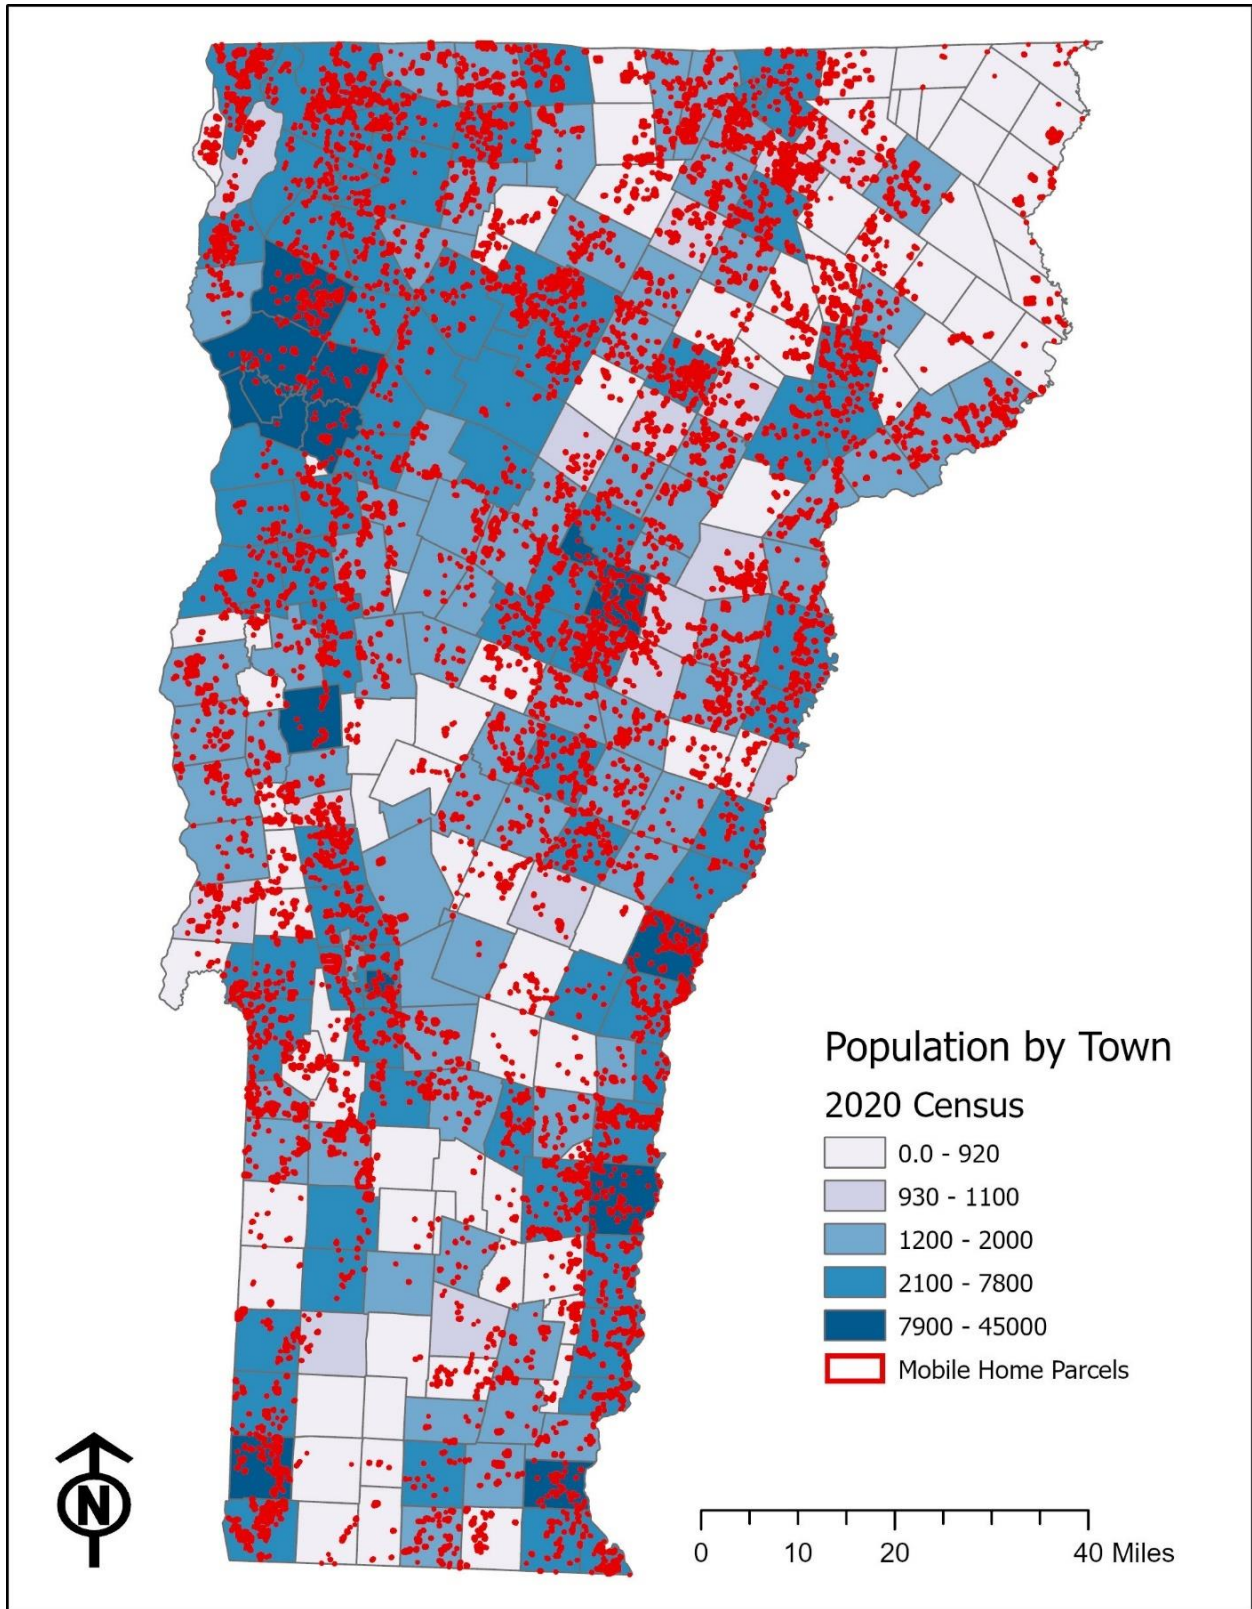 Population by Town
2020 Census
0.0 - 920
930 - 1100
1200 - 2000
2100 - 7800
7900 - 45000
Mobile Home Parcels
N
0 10 20 40 Miles